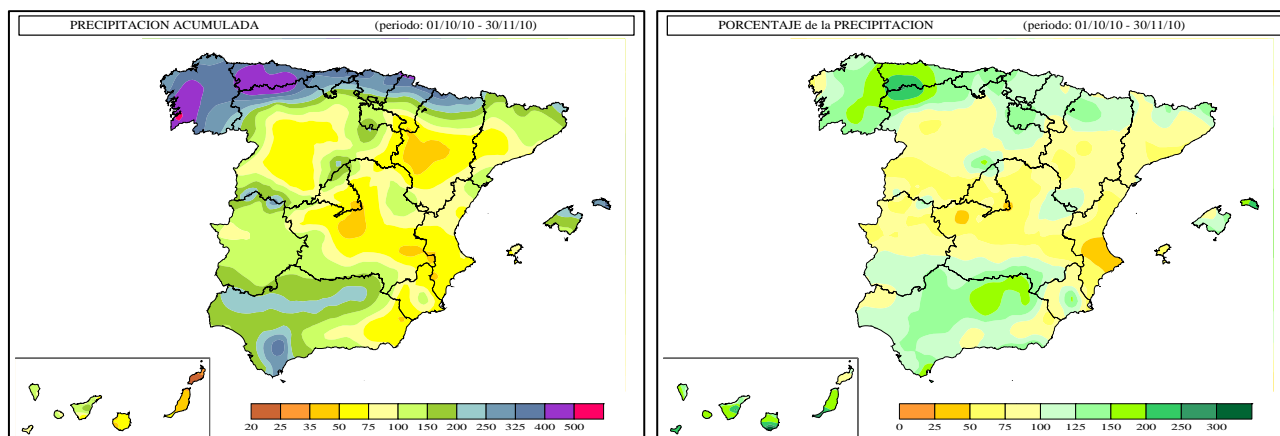 PRECIPITACION ACUMULADA (periodo: 01/10/10 - 30/11/10)
20 25 35 50 75 100 150 200 250 325 400 500
PORCENTAJE de la PRECIPITACION (periodo: 01/10/10 - 30/11/10)
0 25 50 75 100 125 150 200 250 300